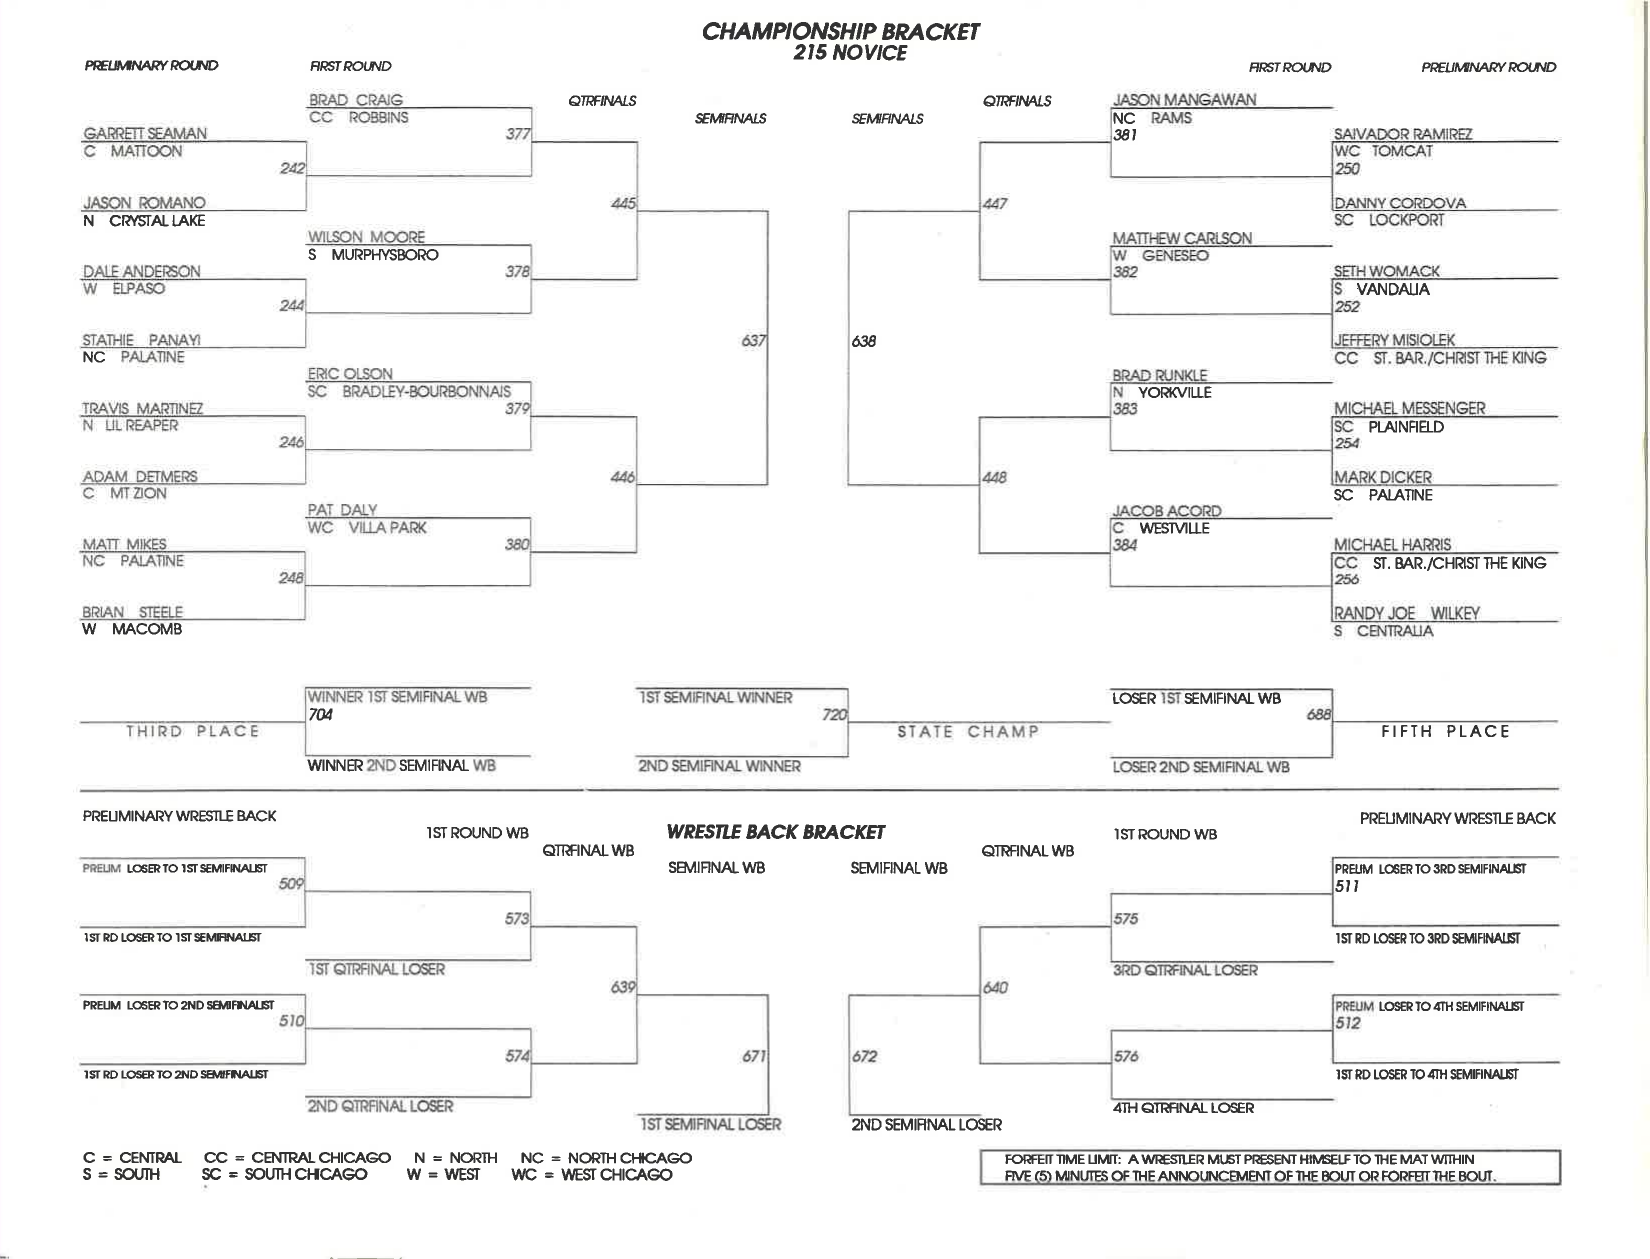 CHAMPIONSHIP BRACKET
215 NOVICE
PRELIMINARY ROUND
FIRST ROUND
QTRFINALS
SEMIFINALS
SEMIFINALS
QTRFINALS
FIRST ROUND
PRELIMINARY ROUND
BRAD CRAIG
CC ROBBINS
377
GARRETT SEAMAN
C MATTOON
242
JASON ROMANO
N CRYSTAL LAKE
445
WILSON MOORE
S MURPHYSBORO
378
DALE ANDERSON
W ELPASO
244
STATHIE PANAYI
NC PALATINE
637
ERIC OLSON
SC BRADLEY-BOURBONNAIS
379
TRAVIS MARTINEZ
N LIL REAPER
246
ADAM DETMERS
C MT ZION
446
PAT DALY
WC VILLA PARK
380
MATT MIKES
NC PALATINE
248
BRIAN STEELE
W MACOMB
JASON MANGAWAN
NC RAMS
381
SAIVADOR RAMIREZ
WC TOMCAT
250
DANNY CORDOVA
SC LOCKPORT
447
MATTHEW CARLSON
W GENESEO
382
SETH WOMACK
S VANDALIA
252
JEFFERY MISIOLEK
CC ST. BAR./CHRIST THE KING
638
BRAD RUNKLE
N YORKVILLE
383
MICHAEL MESSENGER
SC PLAINFIELD
254
MARK DICKER
SC PALATINE
448
JACOB ACORD
C WESTVILLE
384
MICHAEL HARRIS
CC ST. BAR./CHRIST THE KING
256
RANDY JOE WILKEY
S CENTRALIA
WINNER 1ST SEMIFINAL WB
704
THIRD PLACE
WINNER 2ND SEMIFINAL WB
1ST SEMIFINAL WINNER
720
STATE CHAMP
2ND SEMIFINAL WINNER
LOSER 1ST SEMIFINAL WB
688
FIFTH PLACE
LOSER 2ND SEMIFINAL WB
PRELIMINARY WRESTLE BACK
1ST ROUND WB
QTRFINAL WB
WRESTLE BACK BRACKET
SEMIFINAL WB
SEMIFINAL WB
QTRFINAL WB
1ST ROUND WB
PRELIMINARY WRESTLE BACK
PRELIM LOSER TO 1ST SEMIFINALIST
509
573
1ST RD LOSER TO 1ST SEMIFINALIST
1ST QTRFINAL LOSER
639
PRELIM LOSER TO 2ND SEMIFINALIST
510
574
671
1ST RD LOSER TO 2ND SEMIFINALIST
2ND QTRFINAL LOSER
1ST SEMIFINAL LOSER
PRELIM LOSER TO 3RD SEMIFINALIST
511
575
1ST RD LOSER TO 3RD SEMIFINALIST
3RD QTRFINAL LOSER
640
PRELIM LOSER TO 4TH SEMIFINALIST
512
672
576
1ST RD LOSER TO 4TH SEMIFINALIST
4TH QTRFINAL LOSER
2ND SEMIFINAL LOSER
C = CENTRAL CC = CENTRAL CHICAGO N = NORTH NC = NORTH CHICAGO
S = SOUTH SC = SOUTH CHICAGO W = WEST WC = WEST CHICAGO
FORFEIT TIME LIMIT: A WRESTLER MUST PRESENT HIMSELF TO THE MAT WITHIN
FIVE (5) MINUTES OF THE ANNOUNCEMENT OF THE BOUT OR FORFEIT THE BOUT.